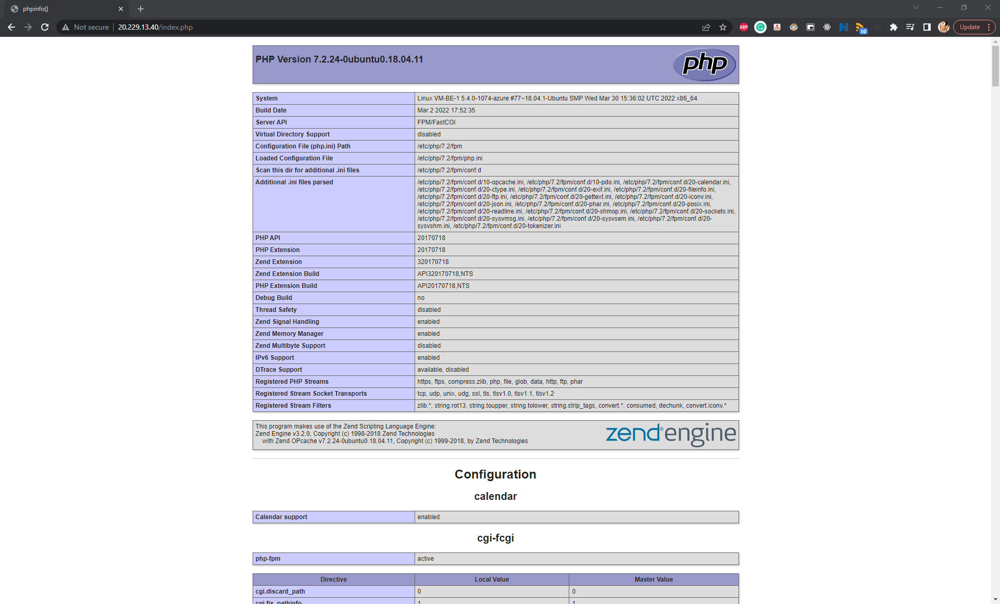 phpinfo()
Not secure
20.229.13.40/index.php
ABP
10
Update
PHP Version 7.2.24-0ubuntu0.18.04.11
php
System Linux VM-BE-1 5.4.0-1074-azure #77~18.04.1-Ubuntu SMP Wed Mar 30 15:36:02 UTC 2022 x86_64
Build Date Mar 2 2022 17:52:35
Server API FPM/FastCGI
Virtual Directory Support disabled
Configuration File (php.ini) Path /etc/php/7.2/fpm
Loaded Configuration File /etc/php/7.2/fpm/php.ini
Scan this dir for additional .ini files /etc/php/7.2/fpm/conf.d
Additional .ini files parsed /etc/php/7.2/fpm/conf.d/10-opcache.ini, /etc/php/7.2/fpm/conf.d/10-pdo.ini, /etc/php/7.2/fpm/conf.d/20-calendar.ini,
/etc/php/7.2/fpm/conf.d/20-ctype.ini, /etc/php/7.2/fpm/conf.d/20-exif.ini, /etc/php/7.2/fpm/conf.d/20-fileinfo.ini,
/etc/php/7.2/fpm/conf.d/20-ftp.ini, /etc/php/7.2/fpm/conf.d/20-gettext.ini, /etc/php/7.2/fpm/conf.d/20-iconv.ini,
/etc/php/7.2/fpm/conf.d/20-json.ini, /etc/php/7.2/fpm/conf.d/20-phar.ini, /etc/php/7.2/fpm/conf.d/20-posix.ini,
/etc/php/7.2/fpm/conf.d/20-readline.ini, /etc/php/7.2/fpm/conf.d/20-shmop.ini, /etc/php/7.2/fpm/conf.d/20-sockets.ini,
/etc/php/7.2/fpm/conf.d/20-sysvmsg.ini, /etc/php/7.2/fpm/conf.d/20-sysvsem.ini, /etc/php/7.2/fpm/conf.d/20-
sysvshm.ini, /etc/php/7.2/fpm/conf.d/20-tokenizer.ini
PHP API 20170718
PHP Extension 20170718
Zend Extension 320170718
Zend Extension Build API320170718,NTS
PHP Extension Build API20170718,NTS
Debug Build no
Thread Safety disabled
Zend Signal Handling enabled
Zend Memory Manager enabled
Zend Multibyte Support disabled
IPv6 Support enabled
DTrace Support available, disabled
Registered PHP Streams https, ftps, compress.zlib, php, file, glob, data, http, ftp, phar
Registered Stream Socket Transports tcp, udp, unix, udg, ssl, tls, tlsv1.0, tlsv1.1, tlsv1.2
Registered Stream Filters zlib.*, string.rot13, string.toupper, string.tolower, string.strip_tags, convert.*, consumed, dechunk, convert.iconv.*
This program makes use of the Zend Scripting Language Engine:
Zend Engine v3.2.0, Copyright (c) 1998-2018 Zend Technologies
with Zend OPcache v7.2.24-0ubuntu0.18.04.11, Copyright (c) 1999-2018, by Zend Technologies
zend®engine
Configuration
calendar
Calendar support enabled
cgi-fcgi
php-fpm active
Directive Local Value Master Value
cgi.discard_path 0 0
cgi.fix_pathinfo 1 1